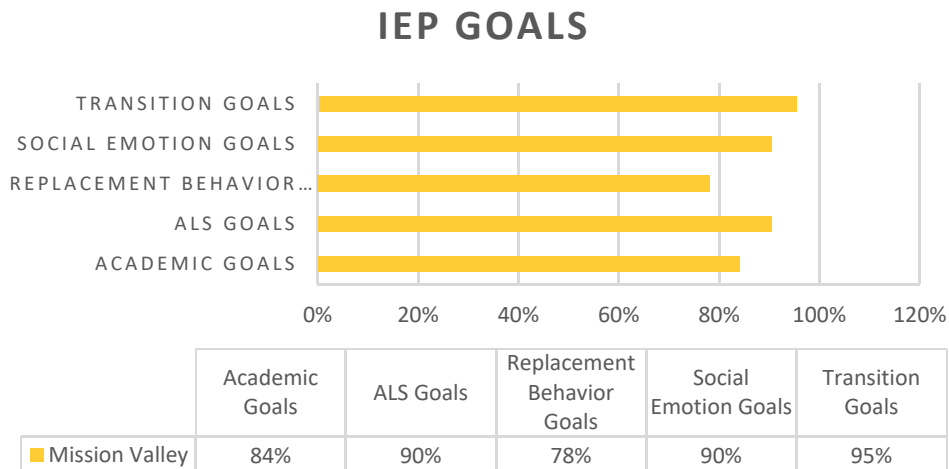 IEP GOALS
TRANSITION GOALS
SOCIAL EMOTION GOALS
REPLACEMENT BEHAVIOR...
ALS GOALS
ACADEMIC GOALS
0% 20% 40% 60% 80% 100% 120%
Academic Goals ALS Goals Replacement Behavior Goals Social Emotion Goals Transition Goals
Mission Valley 84% 90% 78% 90% 95%